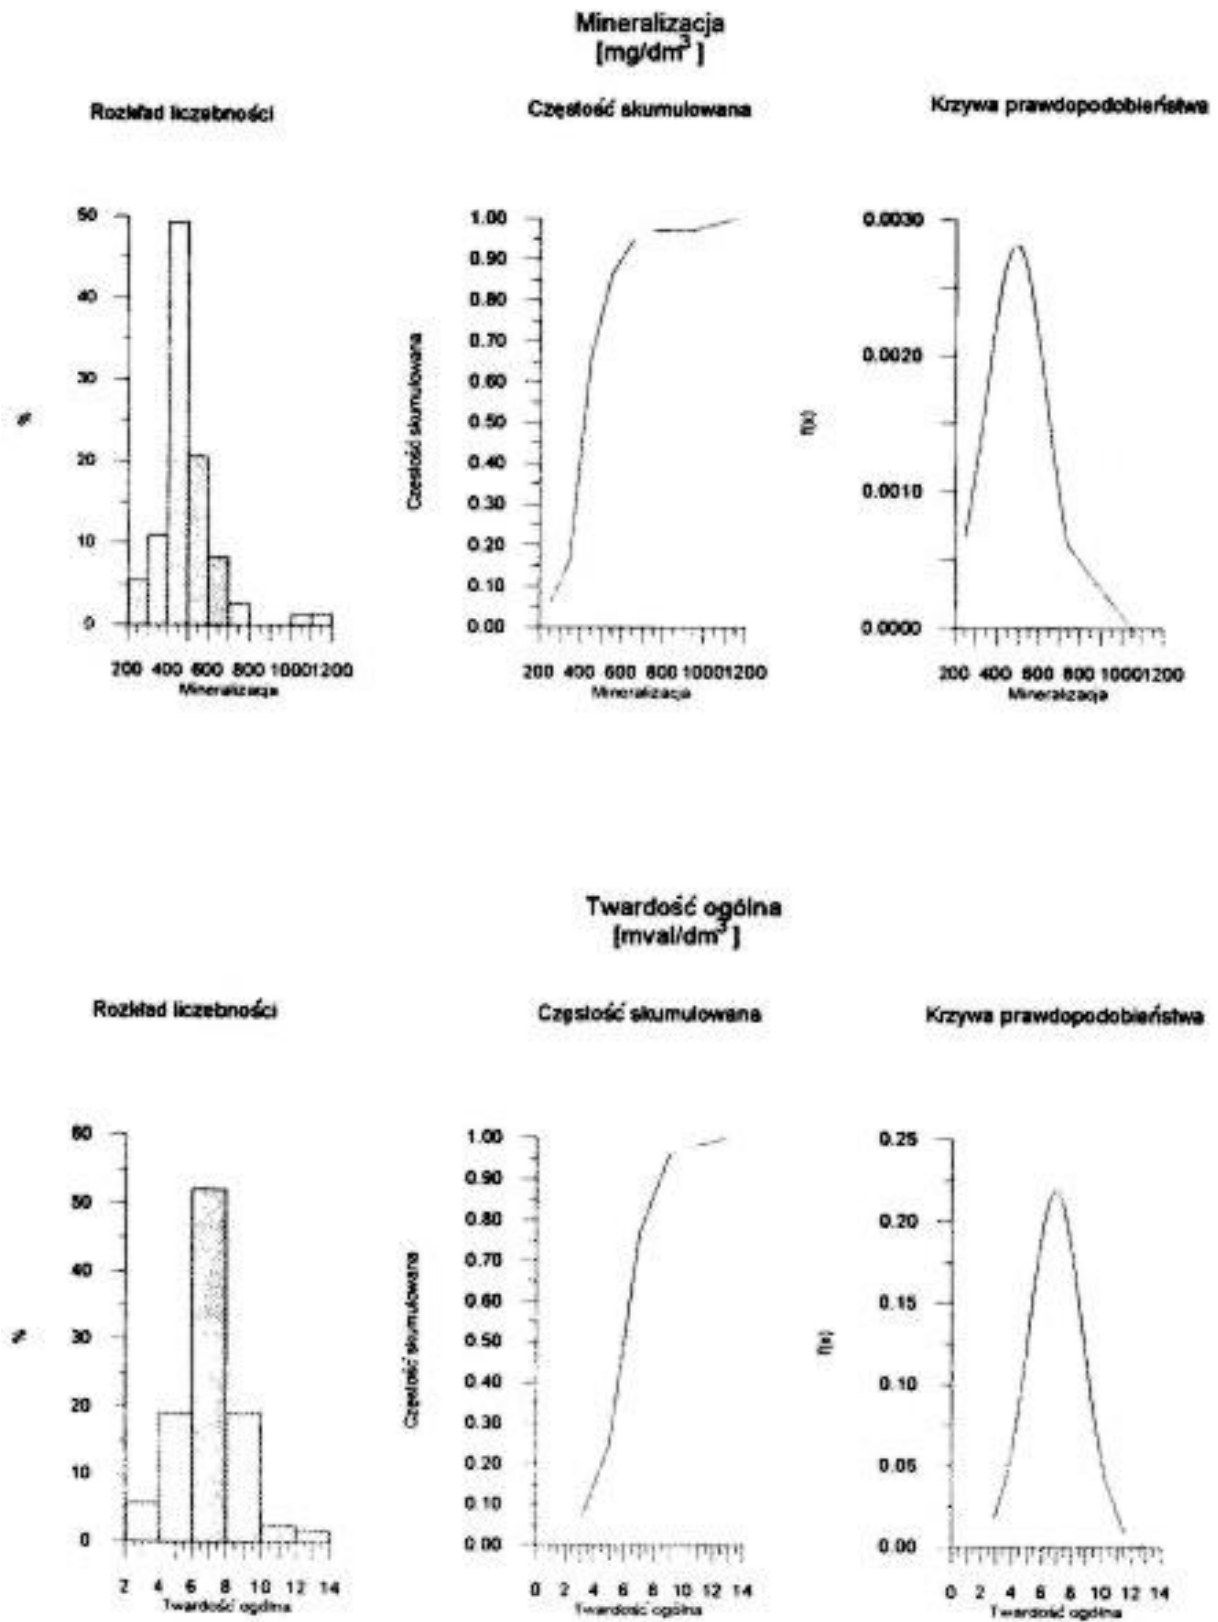 Mineralizacja
[mg/dm³ ]
Rozkład liczebności
Częstość skumulowana
Krzywa prawdopodobieństwa
50
40
30
20
10
0
%
200 400 600 800 1000 1200
Mineralizacja
1.00
0.90
0.80
0.70
0.60
0.50
0.40
0.30
0.20
0.10
0.00
Częstość skumulowana
200 400 600 800 1000 1200
Mineralizacja
0.0030
0.0020
0.0010
0.0000
f(x)
200 400 600 800 1000 1200
Mineralizacja
Twardość ogólna
[mval/dm³ ]
Rozkład liczebności
Częstość skumulowana
Krzywa prawdopodobieństwa
60
50
40
30
20
10
0
%
2 4 6 8 10 12 14
Twardość ogólna
1.00
0.90
0.80
0.70
0.60
0.50
0.40
0.30
0.20
0.10
0.00
Częstość skumulowana
0 2 4 6 8 10 12 14
Twardość ogólna
0.25
0.20
0.15
0.10
0.05
0.00
f(x)
0 2 4 6 8 10 12 14
Twardość ogólna